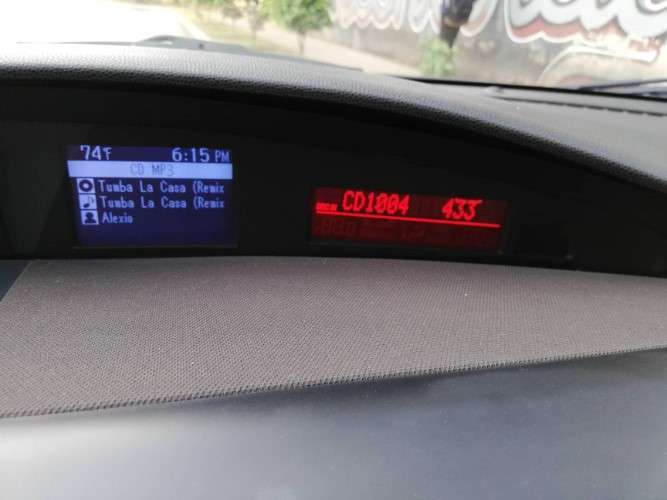 74°F 6:15 PM
CD MP3
Tumba La Casa (Remix
Tumba La Casa (Remix
Alexio
CD1004 433